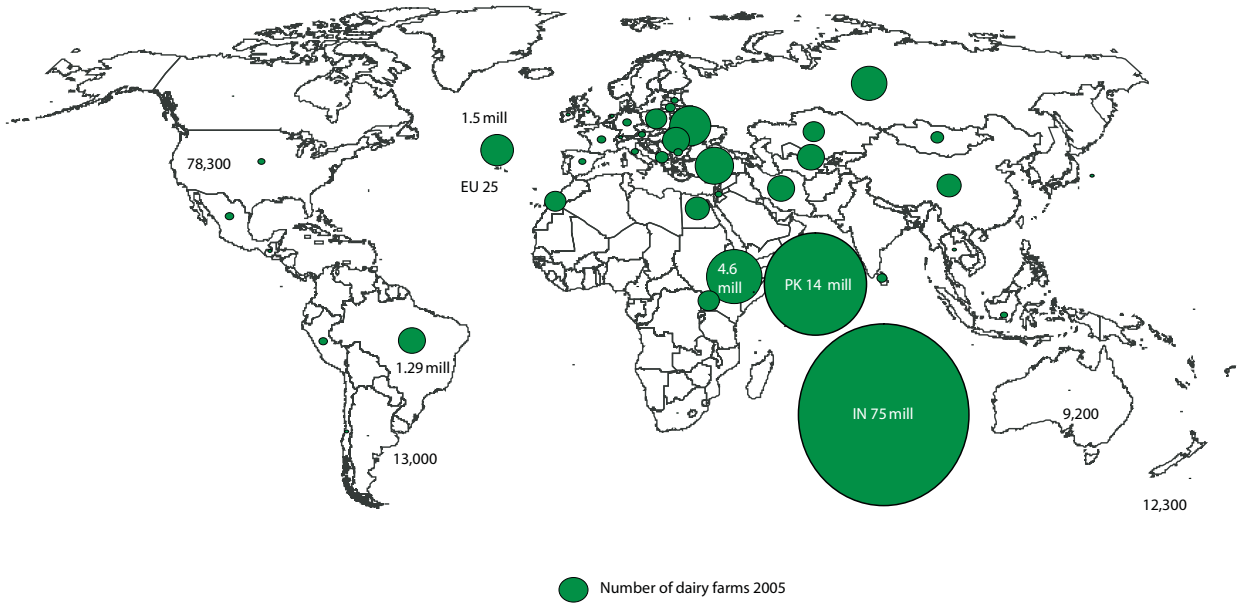 1.5 mill
78,300
EU 25
4.6
mill
PK 14 mill
1.29 mill
IN 75 mill
9,200
13,000
12,300
Number of dairy farms 2005